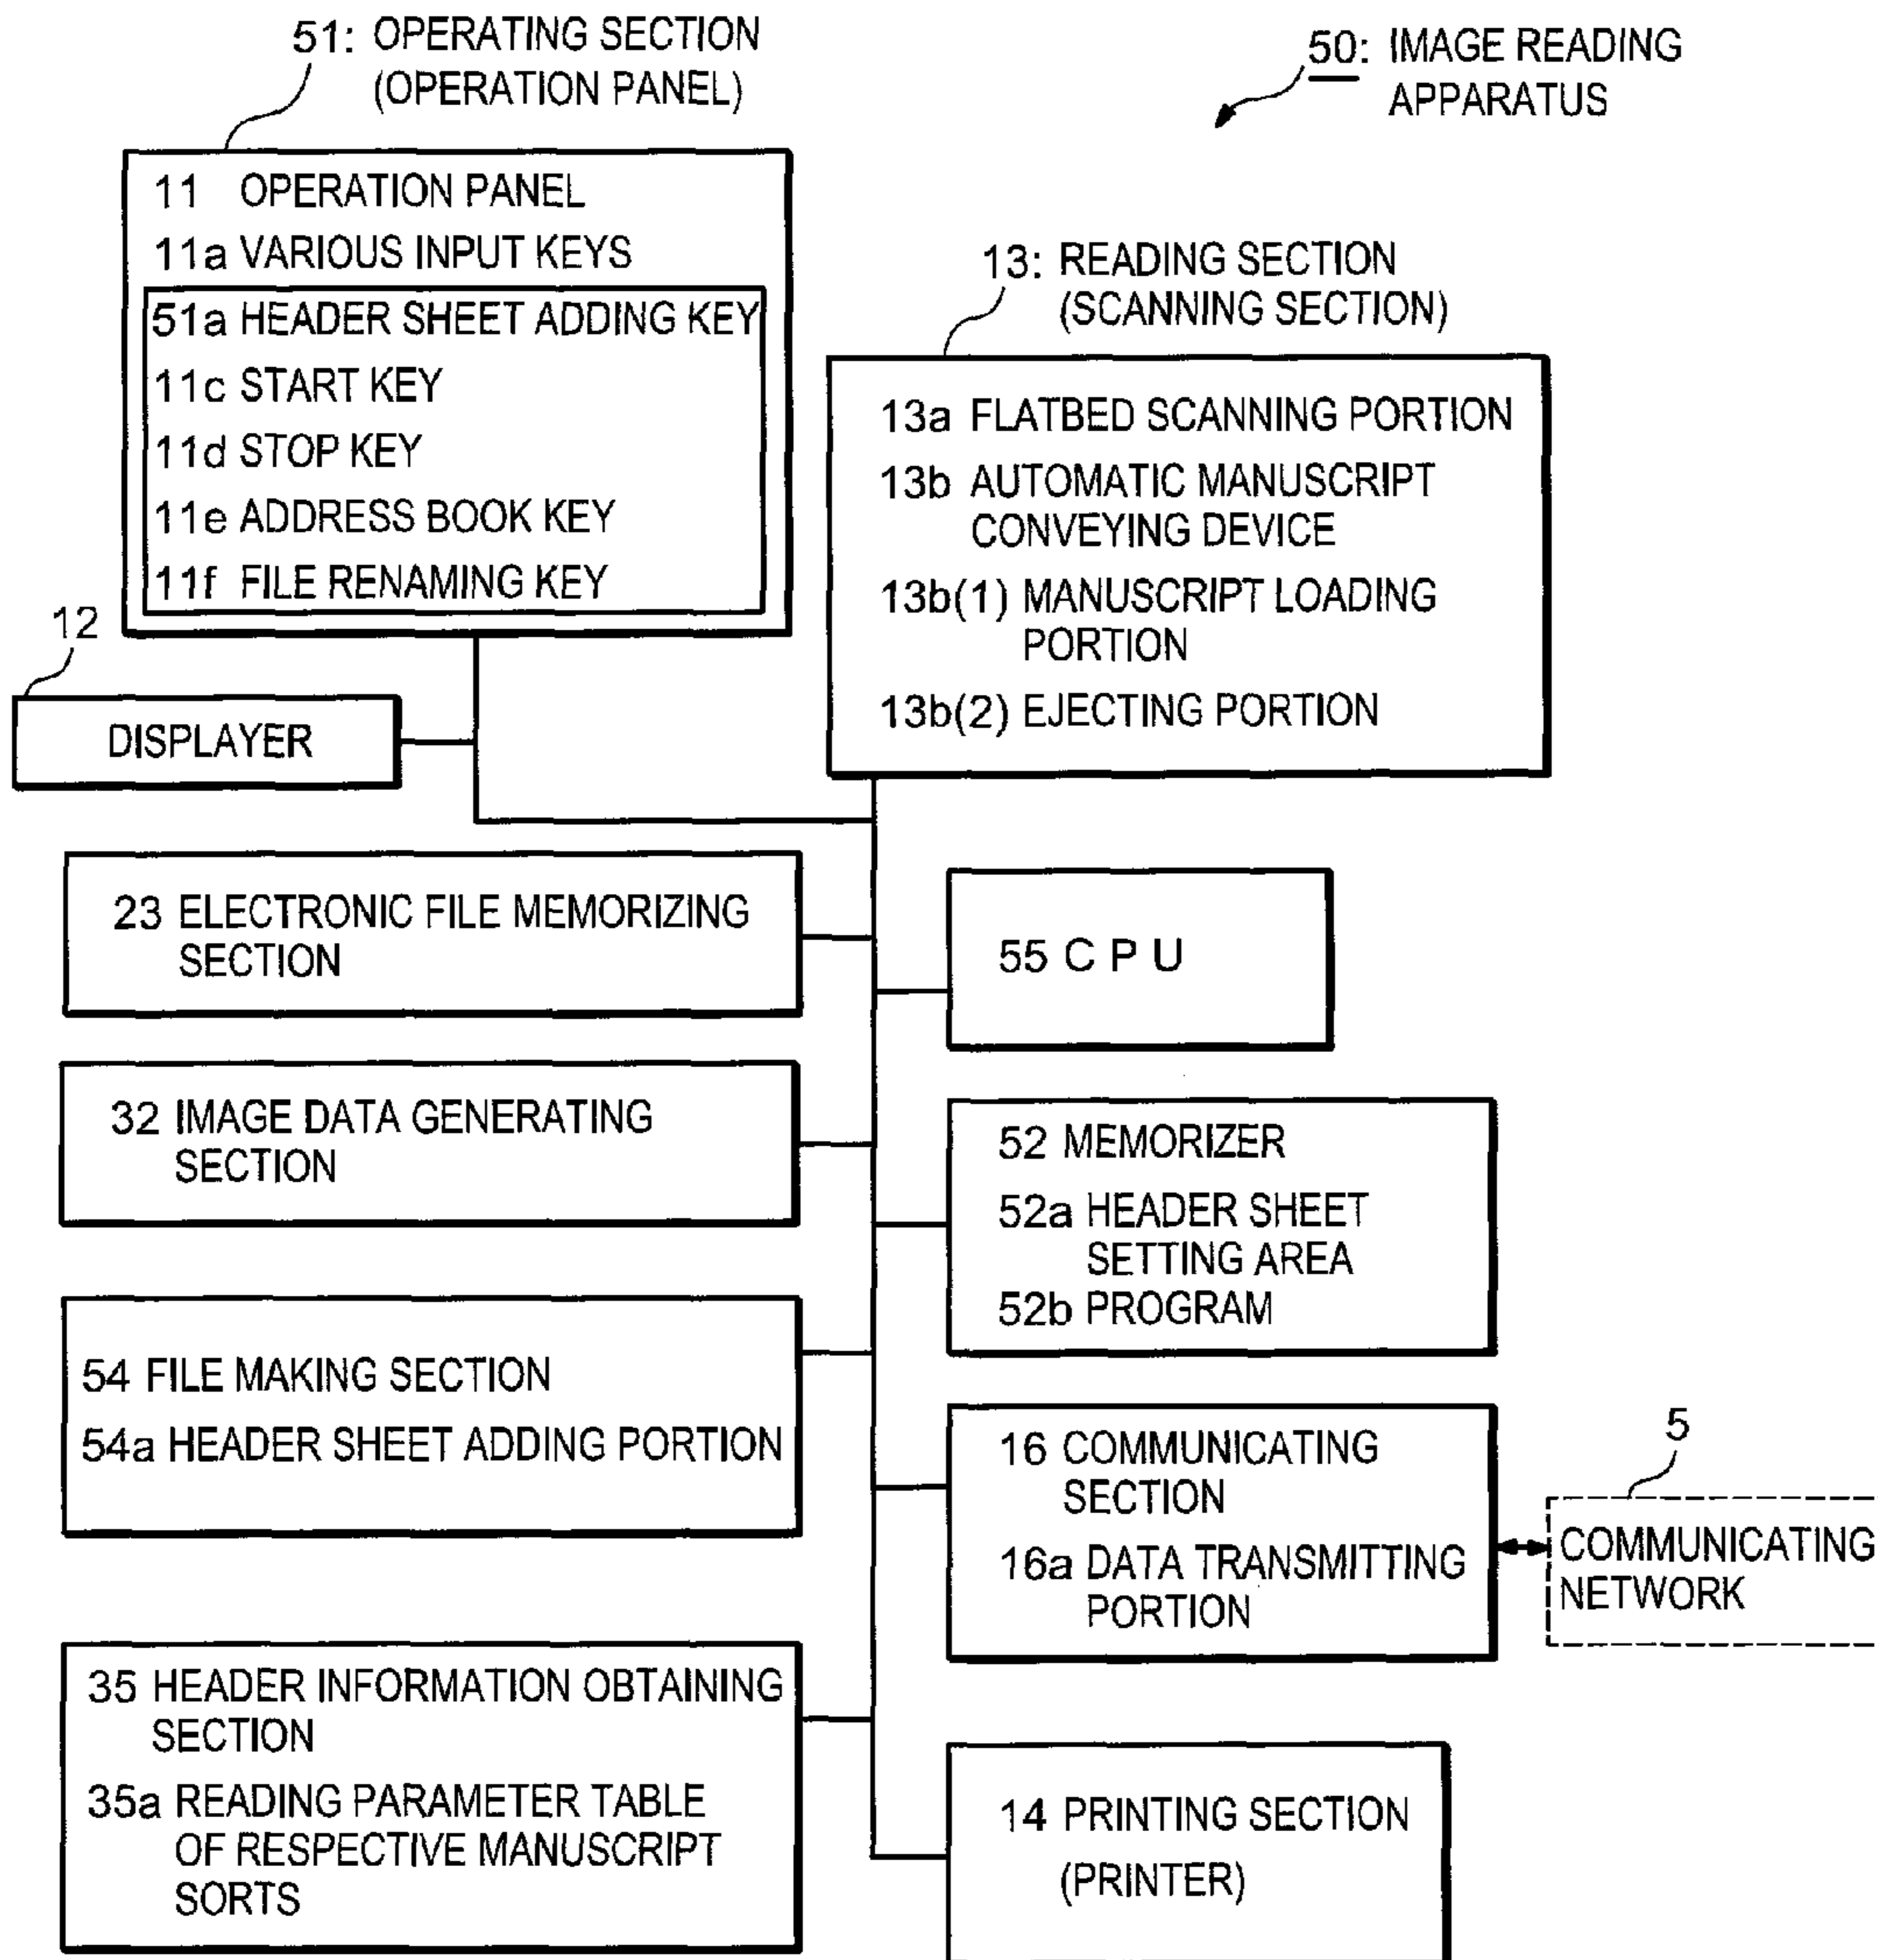 51: OPERATING SECTION
(OPERATION PANEL)
50: IMAGE READING
APPARATUS
11 OPERATION PANEL
11a VARIOUS INPUT KEYS
51a HEADER SHEET ADDING KEY
11c START KEY
11d STOP KEY
11e ADDRESS BOOK KEY
11f FILE RENAMING KEY
13: READING SECTION
(SCANNING SECTION)
13a FLATBED SCANNING PORTION
13b AUTOMATIC MANUSCRIPT
CONVEYING DEVICE
13b(1) MANUSCRIPT LOADING
PORTION
13b(2) EJECTING PORTION
12
DISPLAYER
23 ELECTRONIC FILE MEMORIZING
SECTION
55 C P U
32 IMAGE DATA GENERATING
SECTION
52 MEMORIZER
52a HEADER SHEET
SETTING AREA
52b PROGRAM
54 FILE MAKING SECTION
54a HEADER SHEET ADDING PORTION
16 COMMUNICATING
SECTION
16a DATA TRANSMITTING
PORTION
5
COMMUNICATING
NETWORK
35 HEADER INFORMATION OBTAINING
SECTION
35a READING PARAMETER TABLE
OF RESPECTIVE MANUSCRIPT
SORTS
14 PRINTING SECTION
(PRINTER)